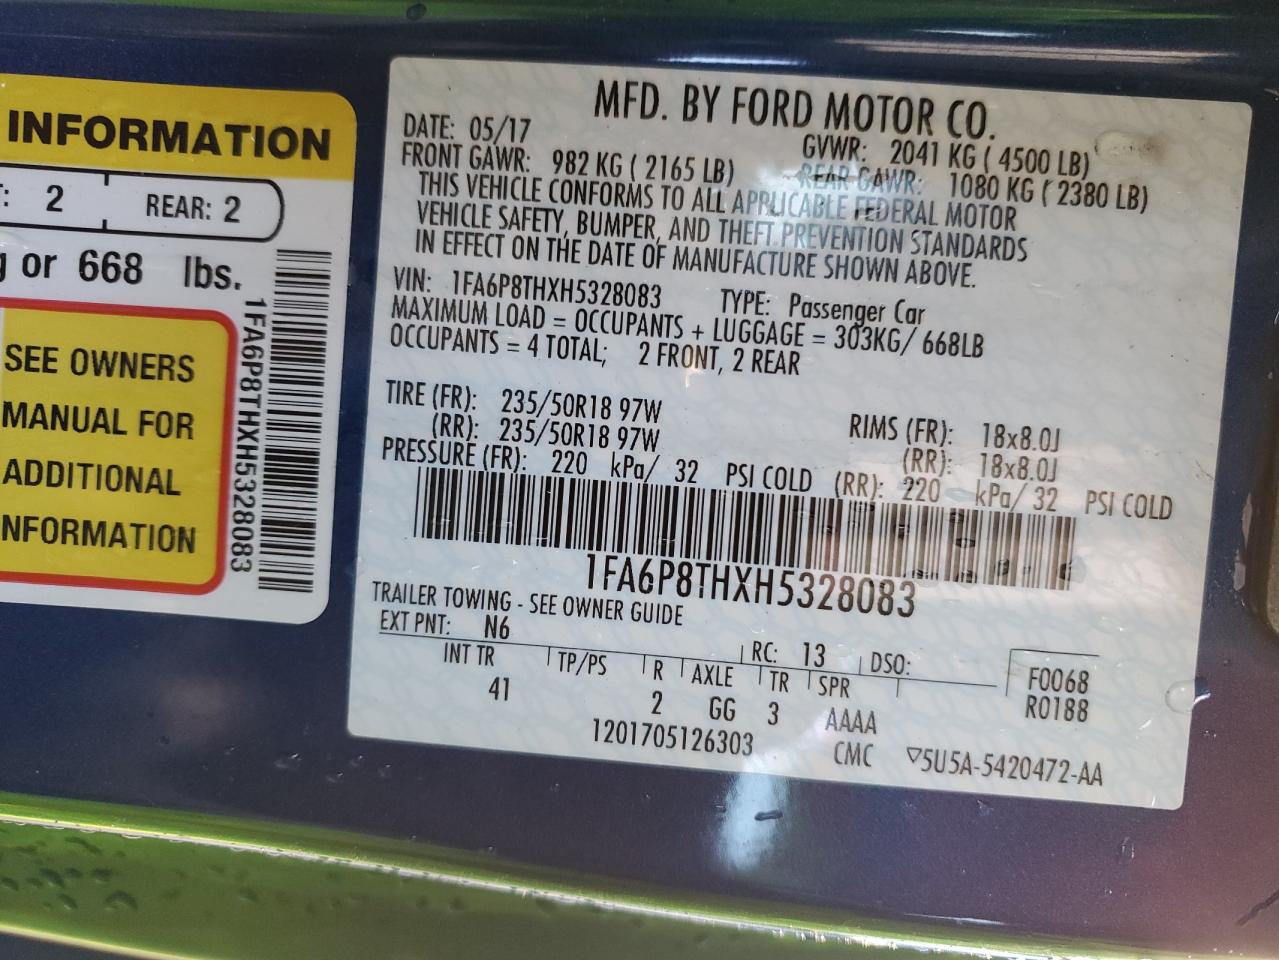 INFORMATION
: 2 REAR: 2
or 668 lbs.
SEE OWNERS
MANUAL FOR
ADDITIONAL
NFORMATION
1FA6P8THXH5328083
MFD. BY FORD MOTOR CO.
DATE: 05/17 GVWR: 2041 KG ( 4500 LB)
FRONT GAWR: 982 KG ( 2165 LB) REAR GAWR: 1080 KG ( 2380 LB)
THIS VEHICLE CONFORMS TO ALL APPLICABLE FEDERAL MOTOR
VEHICLE SAFETY, BUMPER, AND THEFT PREVENTION STANDARDS
IN EFFECT ON THE DATE OF MANUFACTURE SHOWN ABOVE.
VIN: 1FA6P8THXH5328083 TYPE: Passenger Car
MAXIMUM LOAD = OCCUPANTS + LUGGAGE = 303KG/ 668LB
OCCUPANTS = 4 TOTAL; 2 FRONT, 2 REAR
TIRE (FR): 235/50R18 97W RIMS (FR): 18x8.0J
(RR): 235/50R18 97W (RR): 18x8.0J
PRESSURE (FR): 220 kPa/ 32 PSI COLD (RR): 220 kPa/ 32 PSI COLD
1FA6P8THXH5328083
TRAILER TOWING - SEE OWNER GUIDE
EXT PNT: N6 RC: 13 DSO: F0068
INT TR TP/PS R AXLE TR SPR R0188
41 2 GG 3 AAAA
1201705126303 CMC ▽5U5A-5420472-AA